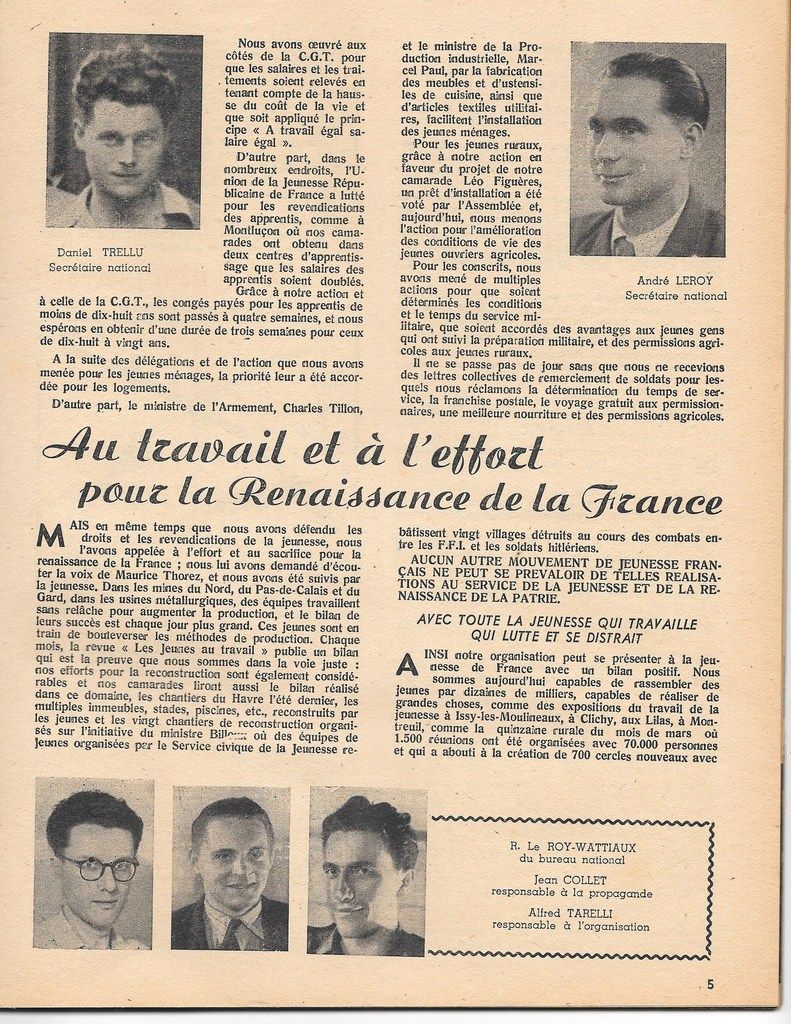 Nous avons œuvré aux
côtés de la C.G.T. pour
que les salaires et les trai-
tements soient relevés en
tenant compte de la haus-
se du coût de la vie et
que soit appliqué le prin-
cipe « A travail égal sa-
laire égal ».
D'autre part, dans le
nombreux endroits, l'U-
nion de la Jeunesse Répu-
blicaine de France a lutté
pour les revendications
des apprentis, comme à
Montluçon où nos cama-
rades ont obtenu dans
deux centres d'apprentis-
sage que les salaires des
apprentis soient doublés.
Grâce à notre action et
à celle de la C.G.T., les congés payés pour les apprentis de
moins de dix-huit ans sont passés à quatre semaines, et nous
espérons en obtenir d'une durée de trois semaines pour ceux
de dix-huit à vingt ans.
A la suite des délégations et de l'action que nous avons
menée pour les jeunes ménages, la priorité leur a été accor-
dée pour les logements.
D'autre part, le ministre de l'Armement, Charles Tillon,
Daniel TRELLU
Secrétaire national
et le ministre de la Pro-
duction industrielle, Mar-
cel Paul, par la fabrication
des meubles et d'ustensi-
les de cuisine, ainsi que
d'articles textiles utilitai-
res, facilitent l'installation
des jeunes ménages.
Pour les jeunes ruraux,
grâce à notre action en
faveur du projet de notre
camarade Léo Figuères,
un prêt d'installation a été
voté par l'Assemblée et,
aujourd'hui, nous menons
l'action pour l'amélioration
des conditions de vie des
jeunes ouvriers agricoles.
Pour les conscrits, nous
avons mené de multiples
actions pour que soient
déterminés les conditions
et le temps du service mi-
litaire, que soient accordés des avantages aux jeunes gens
qui ont suivi la préparation militaire, et des permissions agri-
coles aux jeunes ruraux.
Il ne se passe pas de jour sans que nous ne recevions
des lettres collectives de remerciement de soldats pour les-
quels nous réclamons la détermination du temps de ser-
vice, la franchise postale, le voyage gratuit aux permission-
naires, une meilleure nourriture et des permissions agricoles.
André LEROY
Secrétaire national
Au travail et à l'effort
pour la Renaissance de la France
MAIS en même temps que nous avons défendu les
droits et les revendications de la jeunesse, nous
l'avons appelée à l'effort et au sacrifice pour la
renaissance de la France ; nous lui avons demandé d'écou-
ter la voix de Maurice Thorez, et nous avons été suivis par
la jeunesse. Dans les mines du Nord, du Pas-de-Calais et du
Gard, dans les usines métallurgiques, des équipes travaillent
sans relâche pour augmenter la production, et le bilan de
leurs succès est chaque jour plus grand. Ces jeunes sont en
train de bouleverser les méthodes de production. Chaque
mois, la revue « Les Jeunes au travail » publie un bilan
qui est la preuve que nous sommes dans la voie juste :
nos efforts pour la reconstruction sont également considé-
rables et nos camarades liront aussi le bilan réalisé
dans ce domaine, les chantiers du Havre l'été dernier, les
multiples immeubles, stades, piscines, etc., reconstruits par
les jeunes et les vingt chantiers de reconstruction organi-
sés sur l'initiative du ministre Billoux où des équipes de
jeunes organisées par le Service civique de la Jeunesse re-
bâtissent vingt villages détruits au cours des combats en-
tre les F.F.I. et les soldats hitlériens.
AUCUN AUTRE MOUVEMENT DE JEUNESSE FRAN-
ÇAIS NE PEUT SE PREVALOIR DE TELLES REALISA-
TIONS AU SERVICE DE LA JEUNESSE ET DE LA RE-
NAISSANCE DE LA PATRIE.
AVEC TOUTE LA JEUNESSE QUI TRAVAILLE
QUI LUTTE ET SE DISTRAIT
AINSI notre organisation peut se présenter à la jeu-
nesse de France avec un bilan positif. Nous
sommes aujourd'hui capables de rassembler des
jeunes par dizaines de milliers, capables de réaliser de
grandes choses, comme des expositions du travail de la
jeunesse à Issy-les-Moulineaux, à Clichy, aux Lilas, à Mon-
treuil, comme la quinzaine rurale du mois de mars où
1.500 réunions ont été organisées avec 70.000 personnes
et qui a abouti à la création de 700 cercles nouveaux avec
R. Le ROY-WATTIAUX
du bureau national
Jean COLLET
responsable à la propagande
Alfred TARELLI
responsable à l'organisation
5